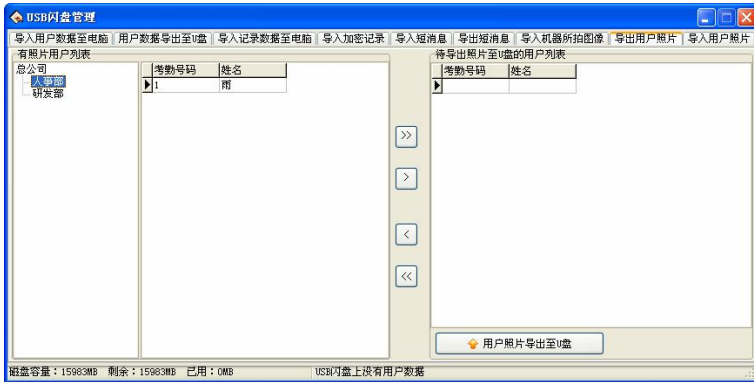 USB闪盘管理
导入用户数据至电脑 用户数据导出至U盘 导入记录数据至电脑 导入加密记录 导入短消息 导出短消息 导入机器所拍图像 导出用户照片 导入用户照片
有照片用户列表 待导出照片至U盘的用户列表
总公司 考勤号码 姓名 考勤号码 姓名
人笋部 1 雨
研发部
>>
>
<
<<
用户照片导出至U盘
磁盘容量：15983MB 剩余：15983MB 已用：0MB USB闪盘上没有用户数据